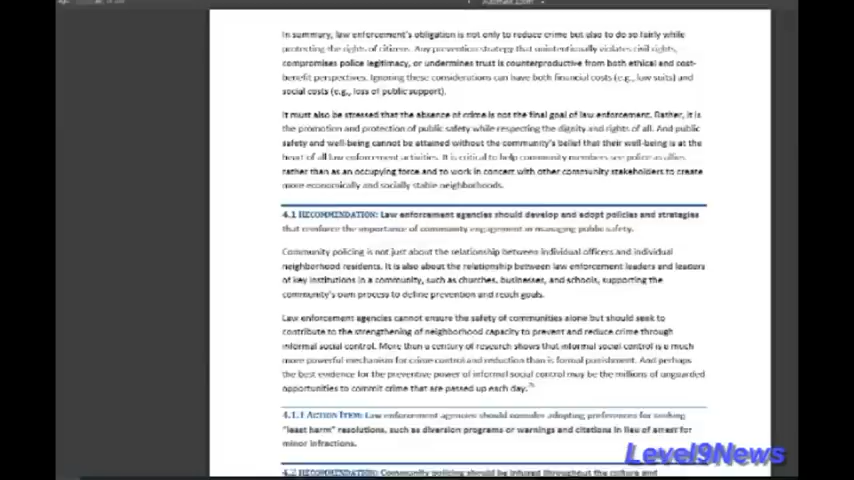 In summary, law enforcement's obligation is not only to reduce crime but also to do so fairly while
protecting the rights of citizens. Any prevention strategy that unintentionally violates civil rights,
compromises police legitimacy, or undermines trust is counterproductive from both ethical and cost-
benefit perspectives. Ignoring these considerations can have both financial costs (e.g., law suits) and
social costs (e.g., loss of public support).
It must also be stressed that the absence of crime is not the final goal of law enforcement. Rather, it is
the promotion and protection of public safety while respecting the dignity and rights of all. And public
safety and well-being cannot be attained without the community's belief that their well-being is at the
heart of all law enforcement activities. It is critical to help community members see police as allies
rather than as an occupying force and to work in concert with other community stakeholders to create
more economically and socially stable neighborhoods.
4.1 RECOMMENDATION: Law enforcement agencies should develop and adopt policies and strategies
that reinforce the importance of community engagement in managing public safety.
Community policing is not just about the relationship between individual officers and individual
neighborhood residents. It is also about the relationship between law enforcement leaders and leaders
of key institutions in a community, such as churches, businesses, and schools, supporting the
community's own process to define prevention and reach goals.
Law enforcement agencies cannot ensure the safety of communities alone but should seek to
contribute to the strengthening of neighborhood capacity to prevent and reduce crime through
informal social control. More than a century of research shows that informal social control is a much
more powerful mechanism for crime control and reduction than is formal punishment. And perhaps
the best evidence for the preventive power of informal social control may be the millions of unguarded
opportunities to commit crime that are passed up each day.
4.1.1 ACTION ITEM: Law enforcement agencies should consider adopting preferences for seeking
"least harm" resolutions, such as diversion programs or warnings and citations in lieu of arrest for
minor infractions.
4.2 RECOMMENDATION: Community policing should be infused throughout the culture and
Level9News